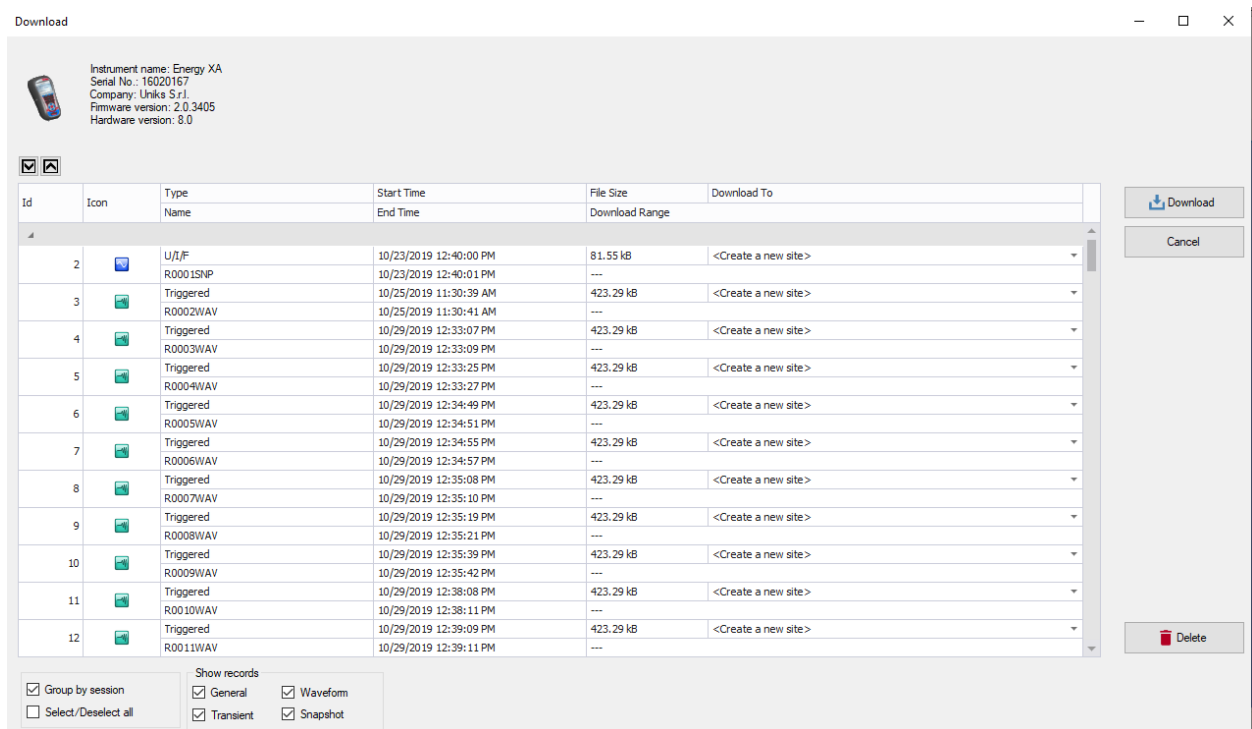 Download
Instrument name: Energy XA
Serial No.: 16020167
Company: Uniks S.r.l.
Firmware version: 2.0.3405
Hardware version: 8.0
Id Icon Type Start Time File Size Download To
Name End Time Download Range
Download
Cancel
2 U/I/F 10/23/2019 12:40:00 PM 81.55 kB <Create a new site>
R0001SNP 10/23/2019 12:40:01 PM ---
3 Triggered 10/25/2019 11:30:39 AM 423.29 kB <Create a new site>
R0002WAV 10/25/2019 11:30:41 AM ---
4 Triggered 10/29/2019 12:33:07 PM 423.29 kB <Create a new site>
R0003WAV 10/29/2019 12:33:09 PM ---
5 Triggered 10/29/2019 12:33:25 PM 423.29 kB <Create a new site>
R0004WAV 10/29/2019 12:33:27 PM ---
6 Triggered 10/29/2019 12:34:49 PM 423.29 kB <Create a new site>
R0005WAV 10/29/2019 12:34:51 PM ---
7 Triggered 10/29/2019 12:34:55 PM 423.29 kB <Create a new site>
R0006WAV 10/29/2019 12:34:57 PM ---
8 Triggered 10/29/2019 12:35:08 PM 423.29 kB <Create a new site>
R0007WAV 10/29/2019 12:35:10 PM ---
9 Triggered 10/29/2019 12:35:19 PM 423.29 kB <Create a new site>
R0008WAV 10/29/2019 12:35:21 PM ---
10 Triggered 10/29/2019 12:35:39 PM 423.29 kB <Create a new site>
R0009WAV 10/29/2019 12:35:42 PM ---
11 Triggered 10/29/2019 12:38:08 PM 423.29 kB <Create a new site>
R0010WAV 10/29/2019 12:38:11 PM ---
12 Triggered 10/29/2019 12:39:09 PM 423.29 kB <Create a new site>
R0011WAV 10/29/2019 12:39:11 PM ---
Delete
Show records
Group by session General Waveform
Select/Deselect all Transient Snapshot